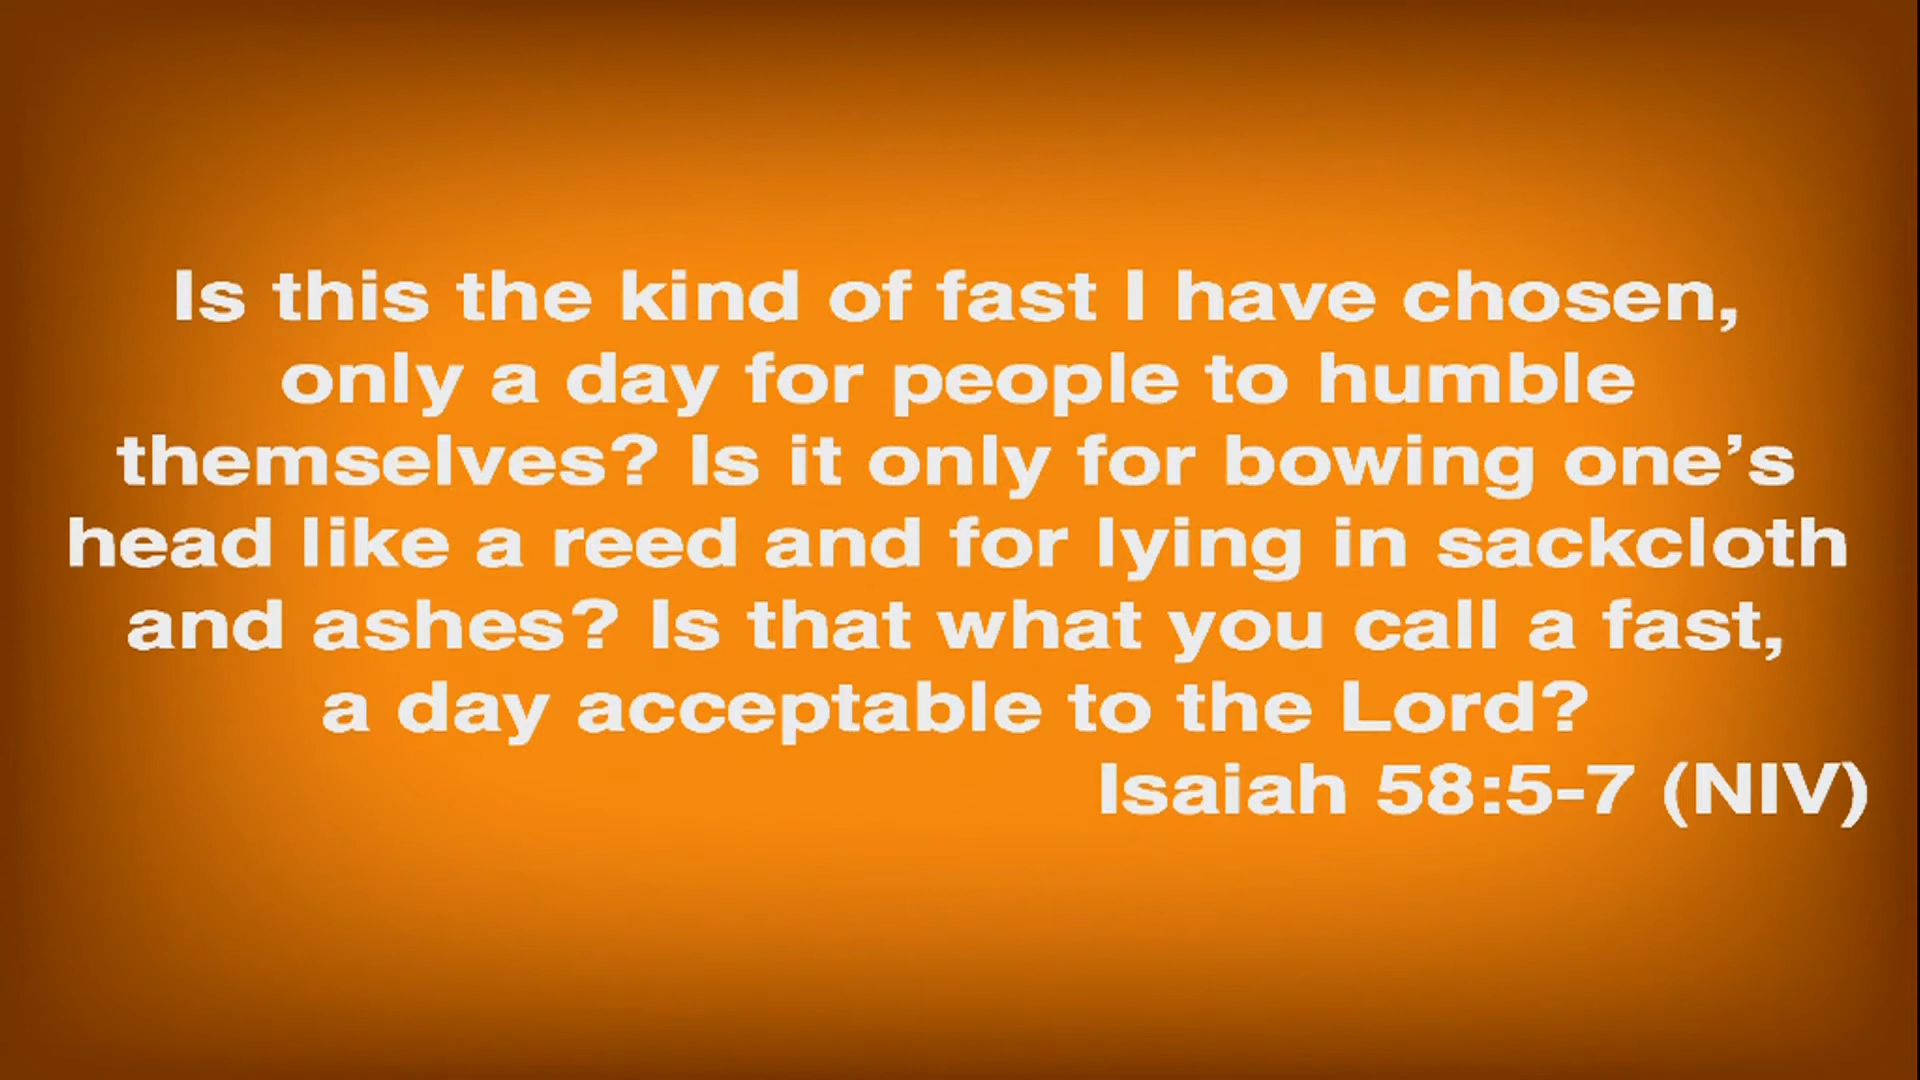 Is this the kind of fast I have chosen,
only a day for people to humble
themselves? Is it only for bowing one’s
head like a reed and for lying in sackcloth
and ashes? Is that what you call a fast,
a day acceptable to the Lord?
Isaiah 58:5-7 (NIV)